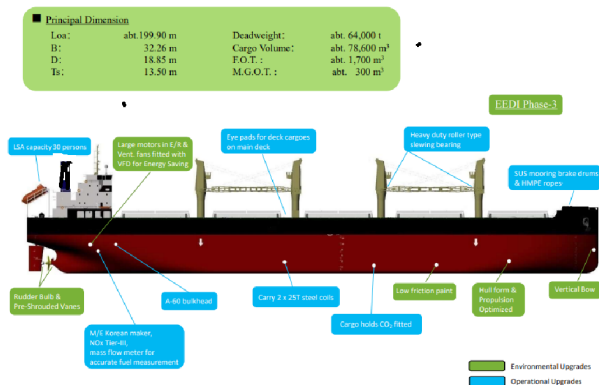 Principal Dimension
Loa: abt.199.90 m Deadweight: abt. 64,000 t
B: 32.26 m Cargo Volume: abt. 78,600 m³
D: 18.85 m F.O.T. : abt. 1,700 m³
Ts: 13.50 m M.G.O.T. : abt. 300 m³
EEDI Phase-3
LSA capacity30 persons
Large motors in E/R &
Vent. fans fitted with
VFD for Energy Saving
Eye pads for deck cargoes
on main deck
Heavy duty roller type
slewing bearing
SUS mooring brake drums
& HMPE ropes
Rudder Bulb &
Pre-Shrouded Vanes
M/E Korean maker,
NOx Tier-III,
mass flow meter for
accurate fuel measurement
A-60 bulkhead
Carry 2 x 25T steel coils
Cargo holds CO₂ fitted
Low friction paint
Hull form &
Propulsion
Optimized
Vertical Bow
Environmental Upgrades
Operational Upgrades